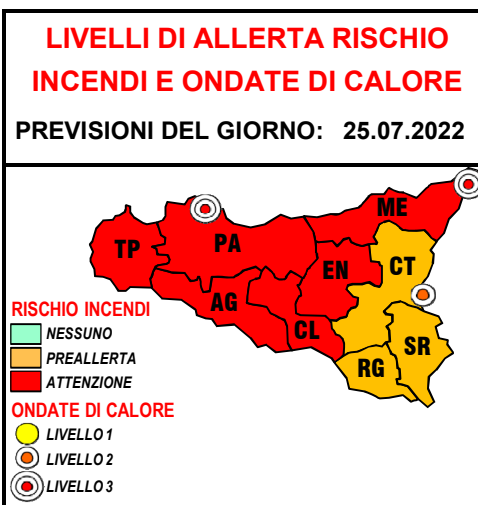 LIVELLI DI ALLERTA RISCHIO
INCENDI E ONDATE DI CALORE
PREVISIONI DEL GIORNO: 25.07.2022
ME
TP
PA
EN
CT
AG
CL
SR
RG
RISCHIO INCENDI
NESSUNO
PREALLERTA
ATTENZIONE
ONDATE DI CALORE
LIVELLO 1
LIVELLO 2
LIVELLO 3